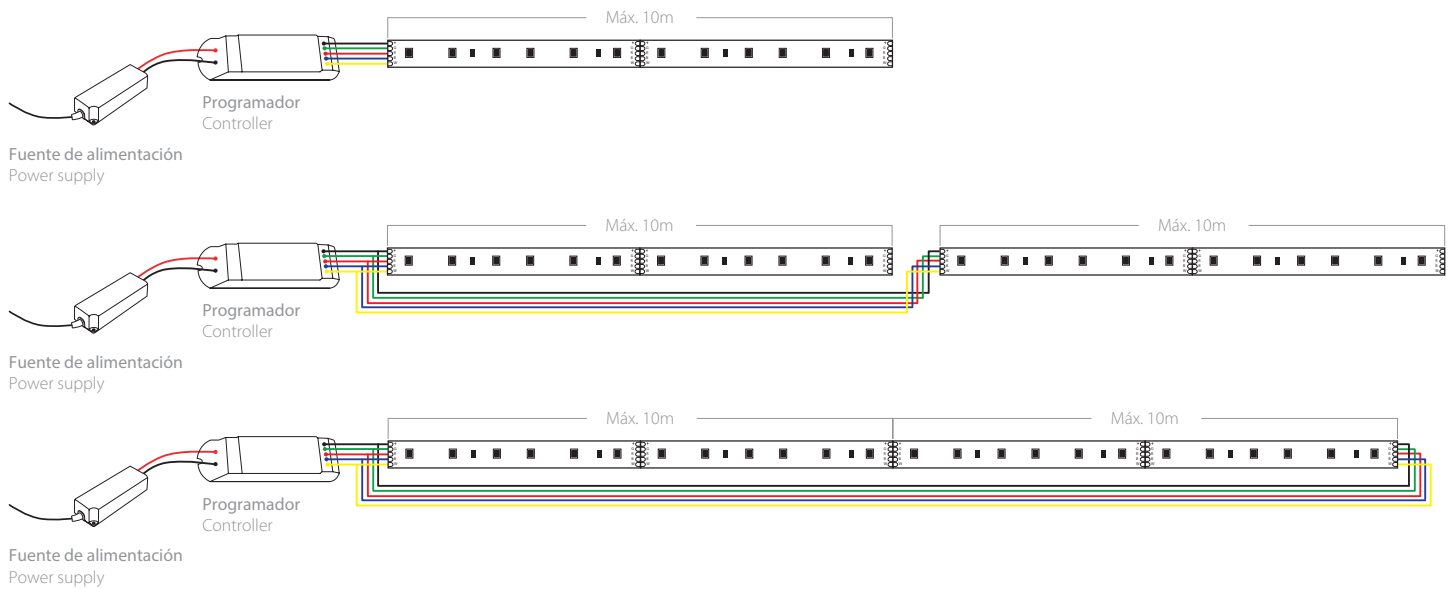 Máx. 10m
Programador
Controller
Fuente de alimentación
Power supply
Máx. 10m
Máx. 10m
Programador
Controller
Fuente de alimentación
Power supply
Máx. 10m
Máx. 10m
Programador
Controller
Fuente de alimentación
Power supply